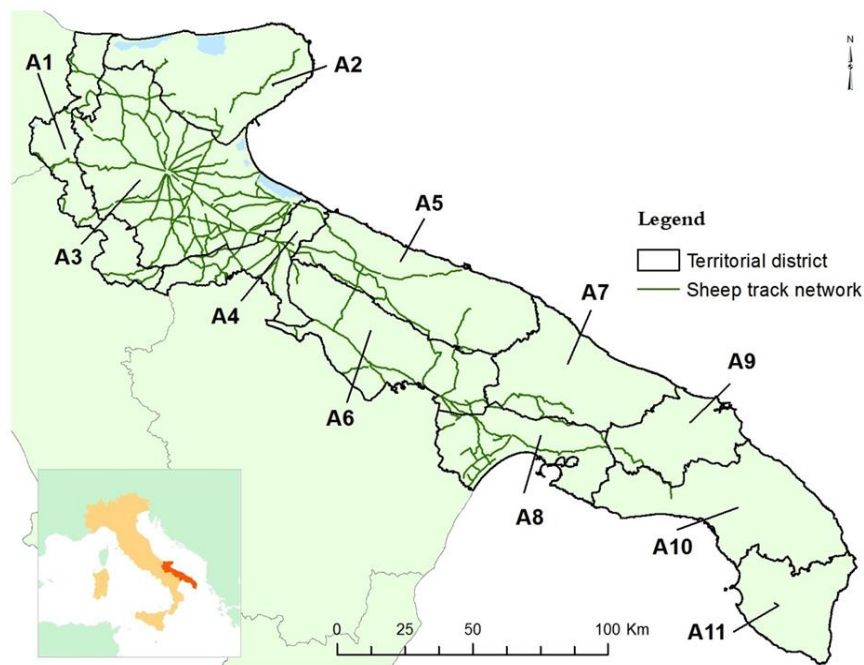 N
A1
A2
A3
A4
A5
A6
A7
A8
A9
A10
A11
Legend
Territorial district
Sheep track network
0 25 50 100 Km